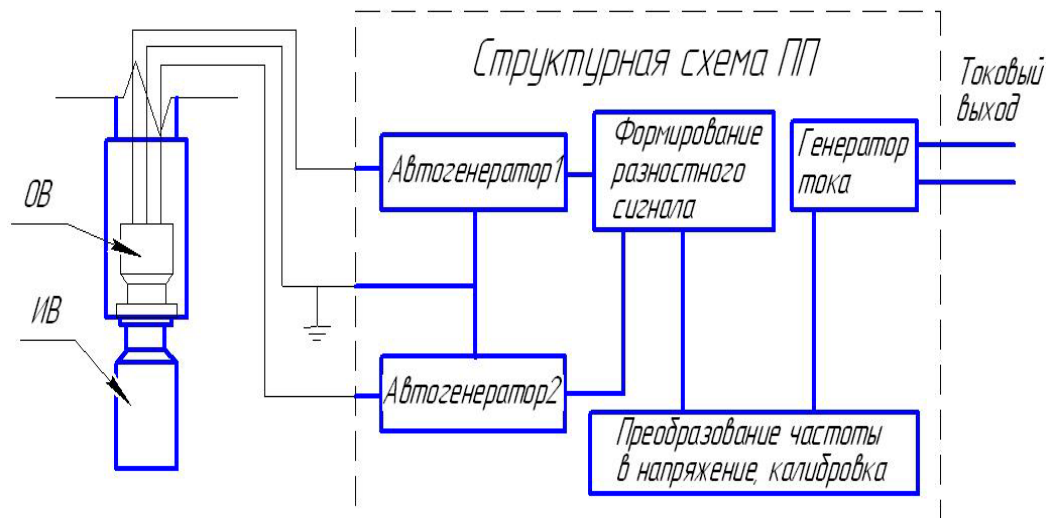 Структурная схема ПП
Токовый
выход
Автогенератор1
Формирование
разностного
сигнала
Генератор
тока
ОВ
ИВ
Автогенератор2
Преобразование частоты
в напряжение, калибровка